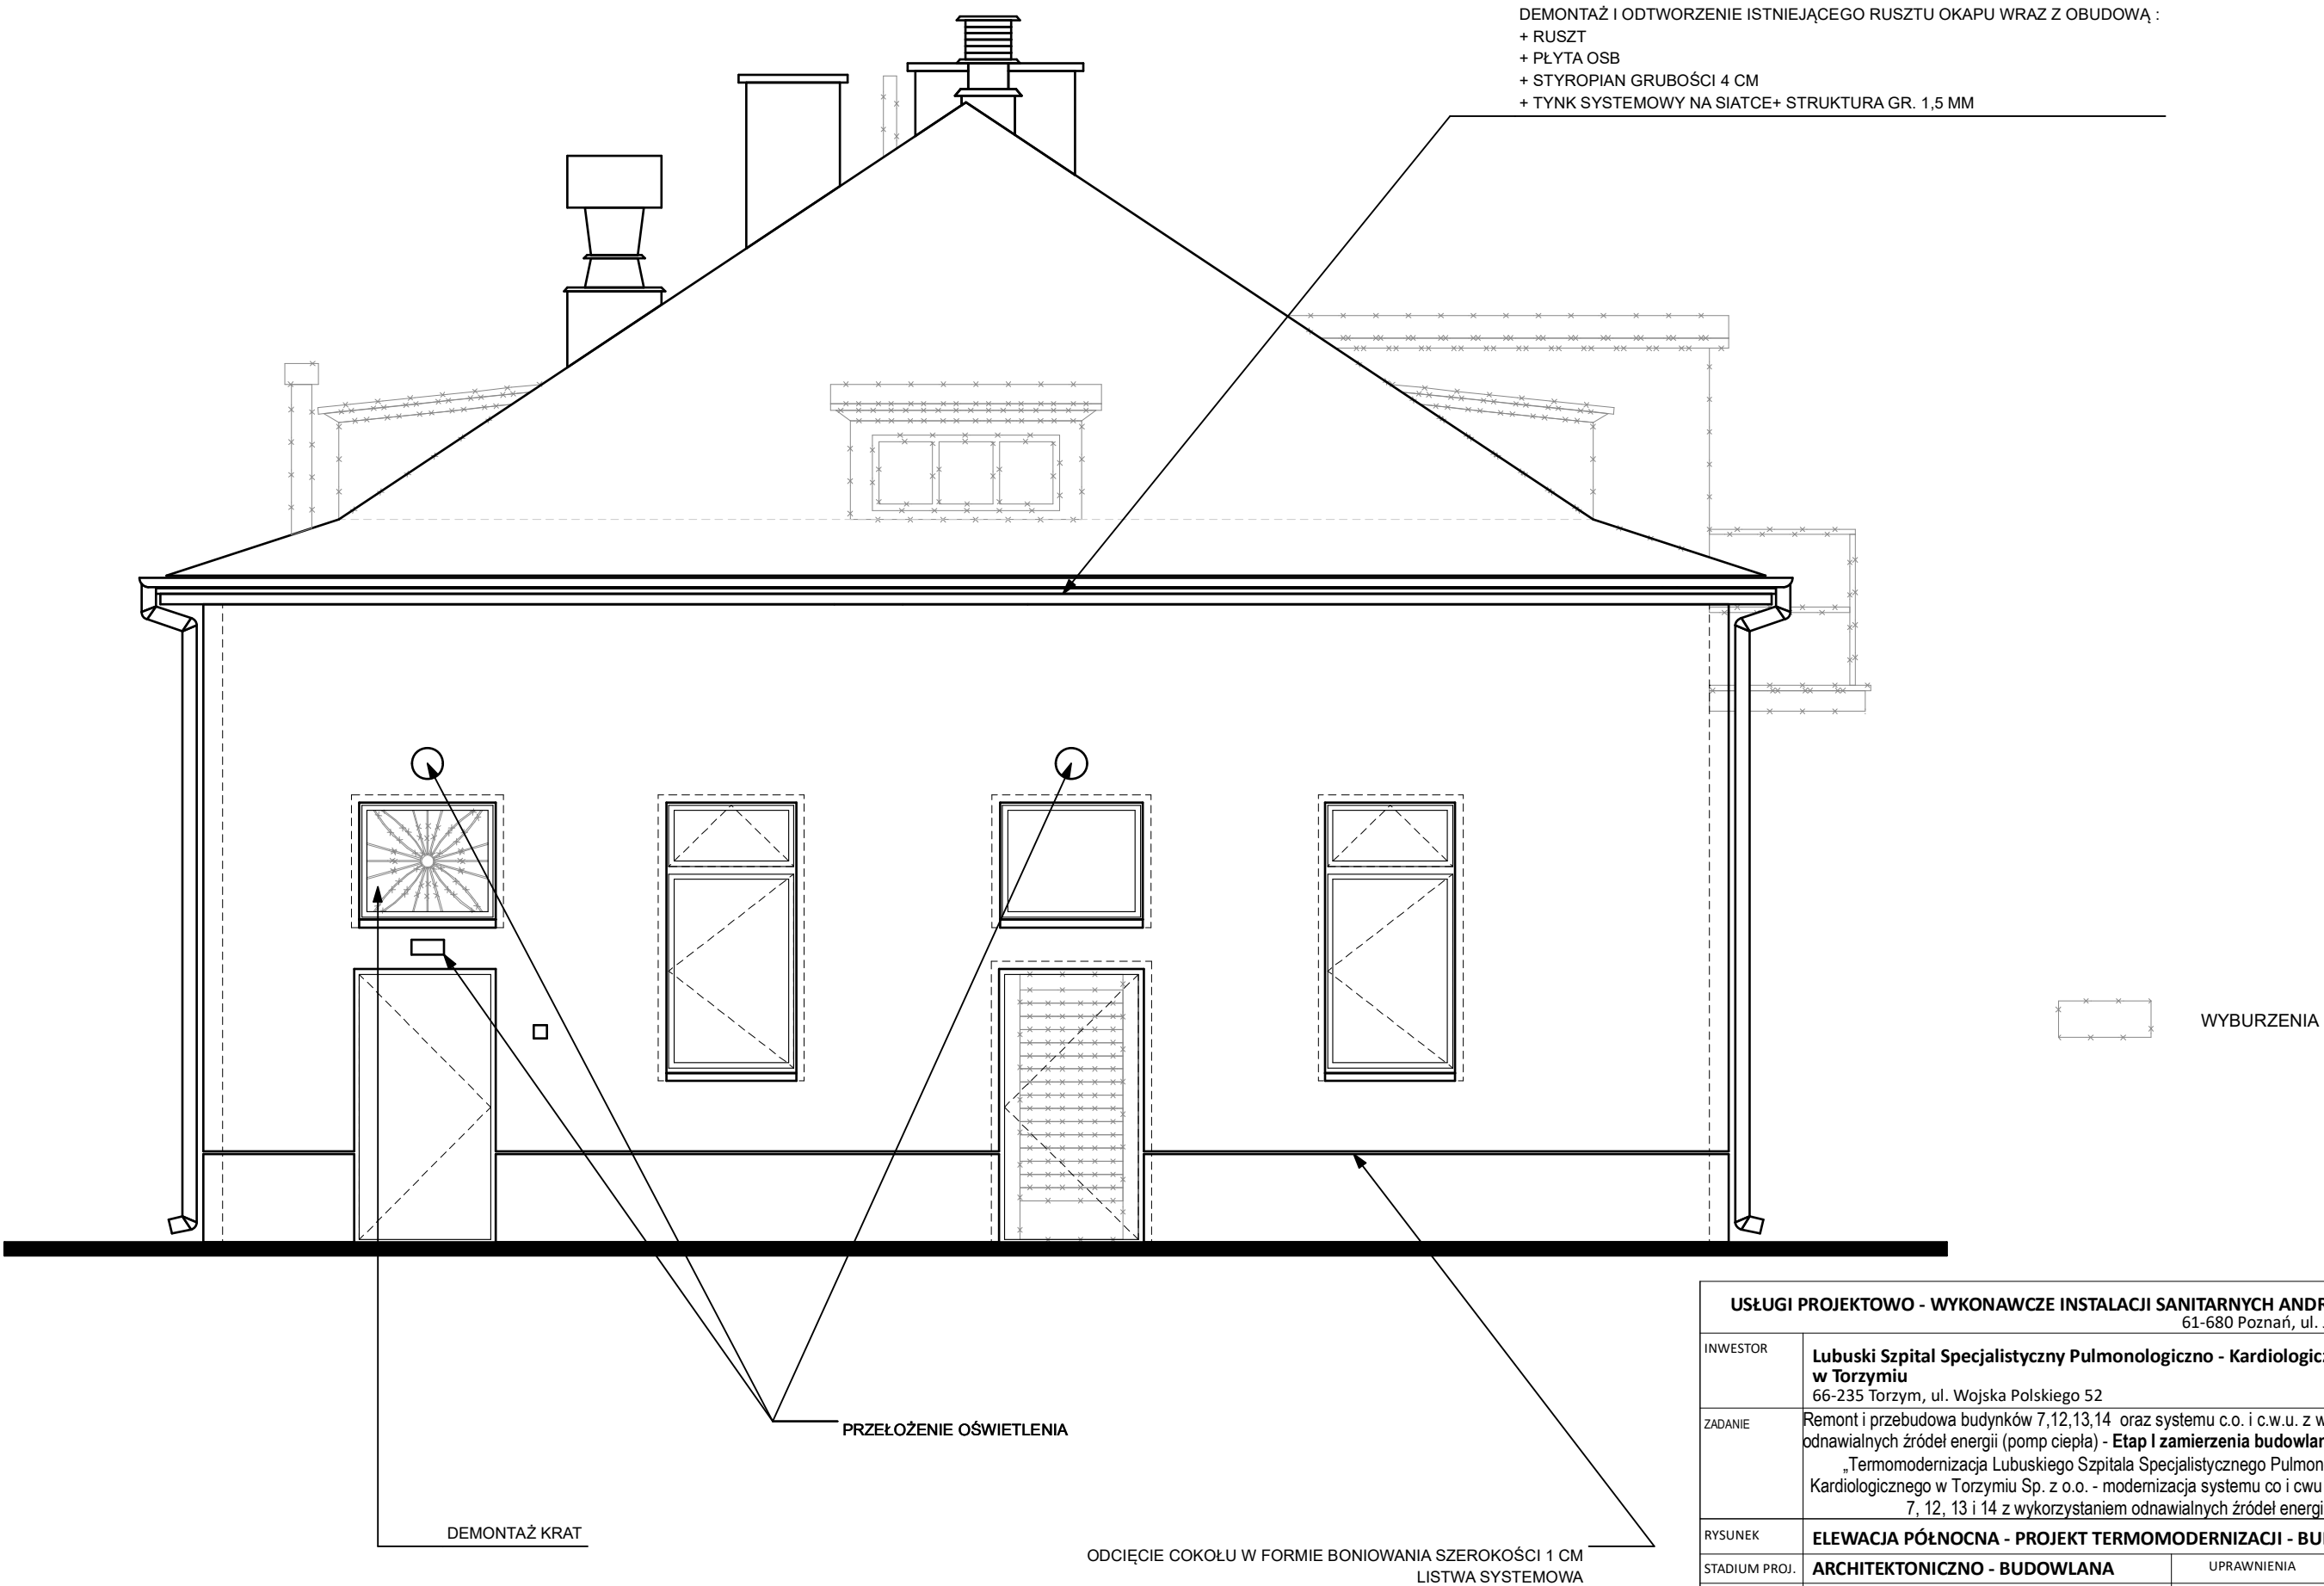 DEMONTAŻ I ODTWORZENIE ISTNIEJĄCEGO RUSZTU OKAPU WRAZ Z OBUDOWĄ :
+ RUSZT
+ PŁYTA OSB
+ STYROPIAN GRUBOŚCI 4 CM
+ TYNK SYSTEMOWY NA SIATCE+ STRUKTURA GR. 1,5 MM
WYBURZENIA
PRZEŁOŻENIE OŚWIETLENIA
DEMONTAŻ KRAT
ODCIĘCIE COKOŁU W FORMIE BONIOWANIA SZEROKOŚCI 1 CM
LISTWA SYSTEMOWA
USŁUGI PROJEKTOWO - WYKONAWCZE INSTALACJI SANITARNYCH
61-680 Poznań, ul.
INWESTOR
Lubuski Szpital Specjalistyczny Pulmonologiczno -
w Torzymiu
66-235 Torzym, ul. Wojska Polskiego 52
ZADANIE
Remont i przebudowa budynków 7,12,13,14 oraz systemu c.o. i c.w.u. z
odnawialnych źródeł energii (pomp ciepła) - Etap I zamierzenia
„Termomodernizacja Lubuskiego Szpitala Specjalistycznego
Kardiologicznego w Torzymiu Sp. z o.o. - modernizacja systemu co i cwu
7, 12, 13 i 14 z wykorzystaniem odnawialnych źródeł energi
RYSUNEK
ELEWACJA PÓŁNOCNA - PROJEKT TERMOMODERNIZACJI -
STADIUM PROJ.
ARCHITEKTONICZNO - BUDOWLANA
UPRAWNIENIA